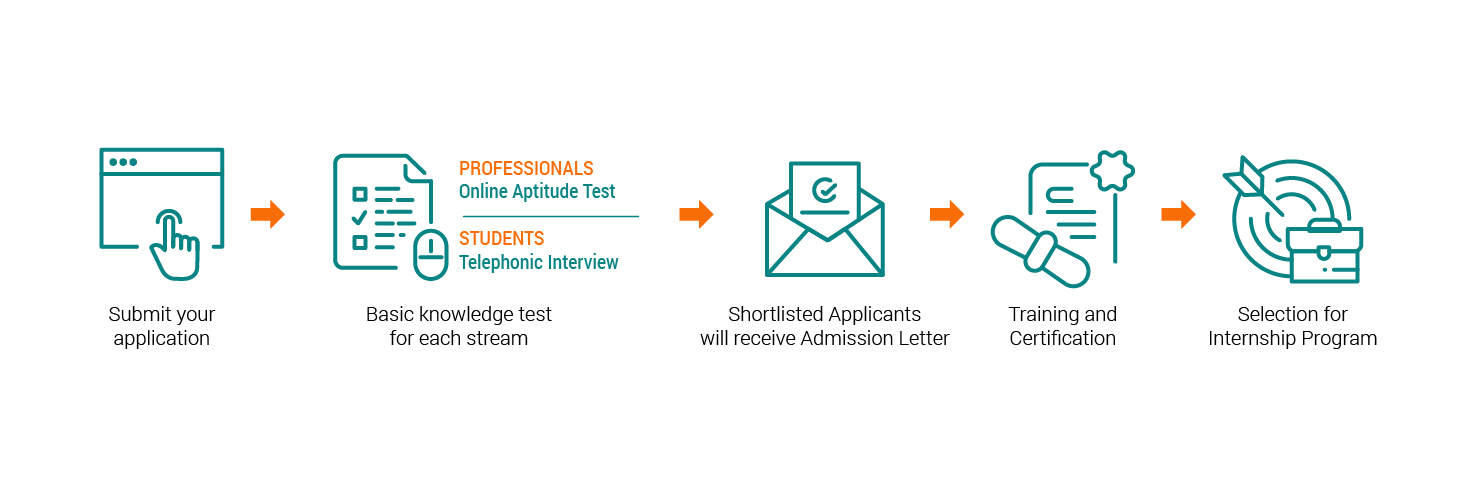 PROFESSIONALS
Online Aptitude Test
STUDENTS
Telephonic Interview
Submit your
application
Basic knowledge test
for each stream
Shortlisted Applicants
will receive Admission Letter
Training and
Certification
Selection for
Internship Program